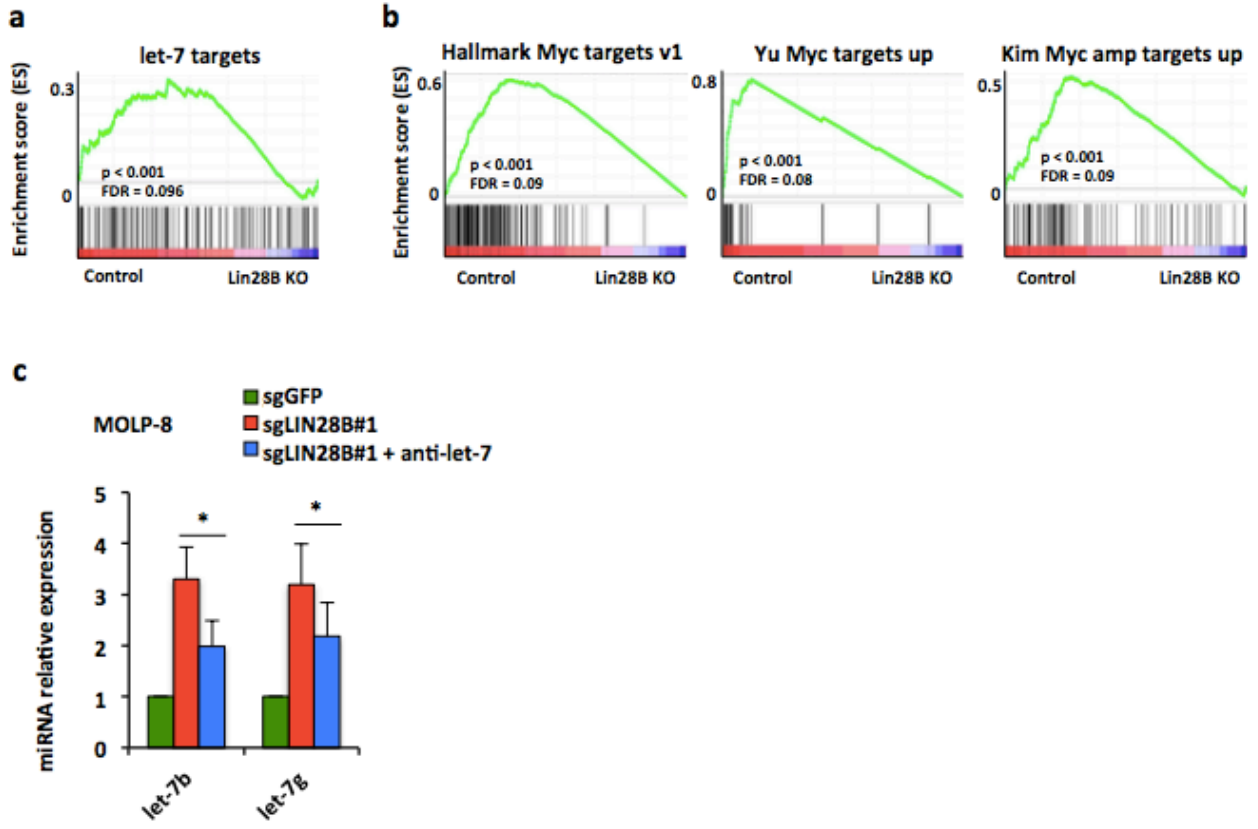 a
let-7 targets
Enrichment score (ES)
0.3
0
p < 0.001
FDR = 0.096
Control Lin28B KO
b
Hallmark Myc targets v1
Enrichment score (ES)
0.6
0
p < 0.001
FDR = 0.09
Control Lin28B KO
Yu Myc targets up
0.8
0
p < 0.001
FDR = 0.08
Control Lin28B KO
Kim Myc amp targets up
0.5
0
p < 0.001
FDR = 0.09
Control Lin28B KO
c
MOLP-8
sgGFP
sgLIN28B#1
sgLIN28B#1 + anti-let-7
miRNA relative expression
5
4
3
2
1
0
*
*
let-7b
let-7g